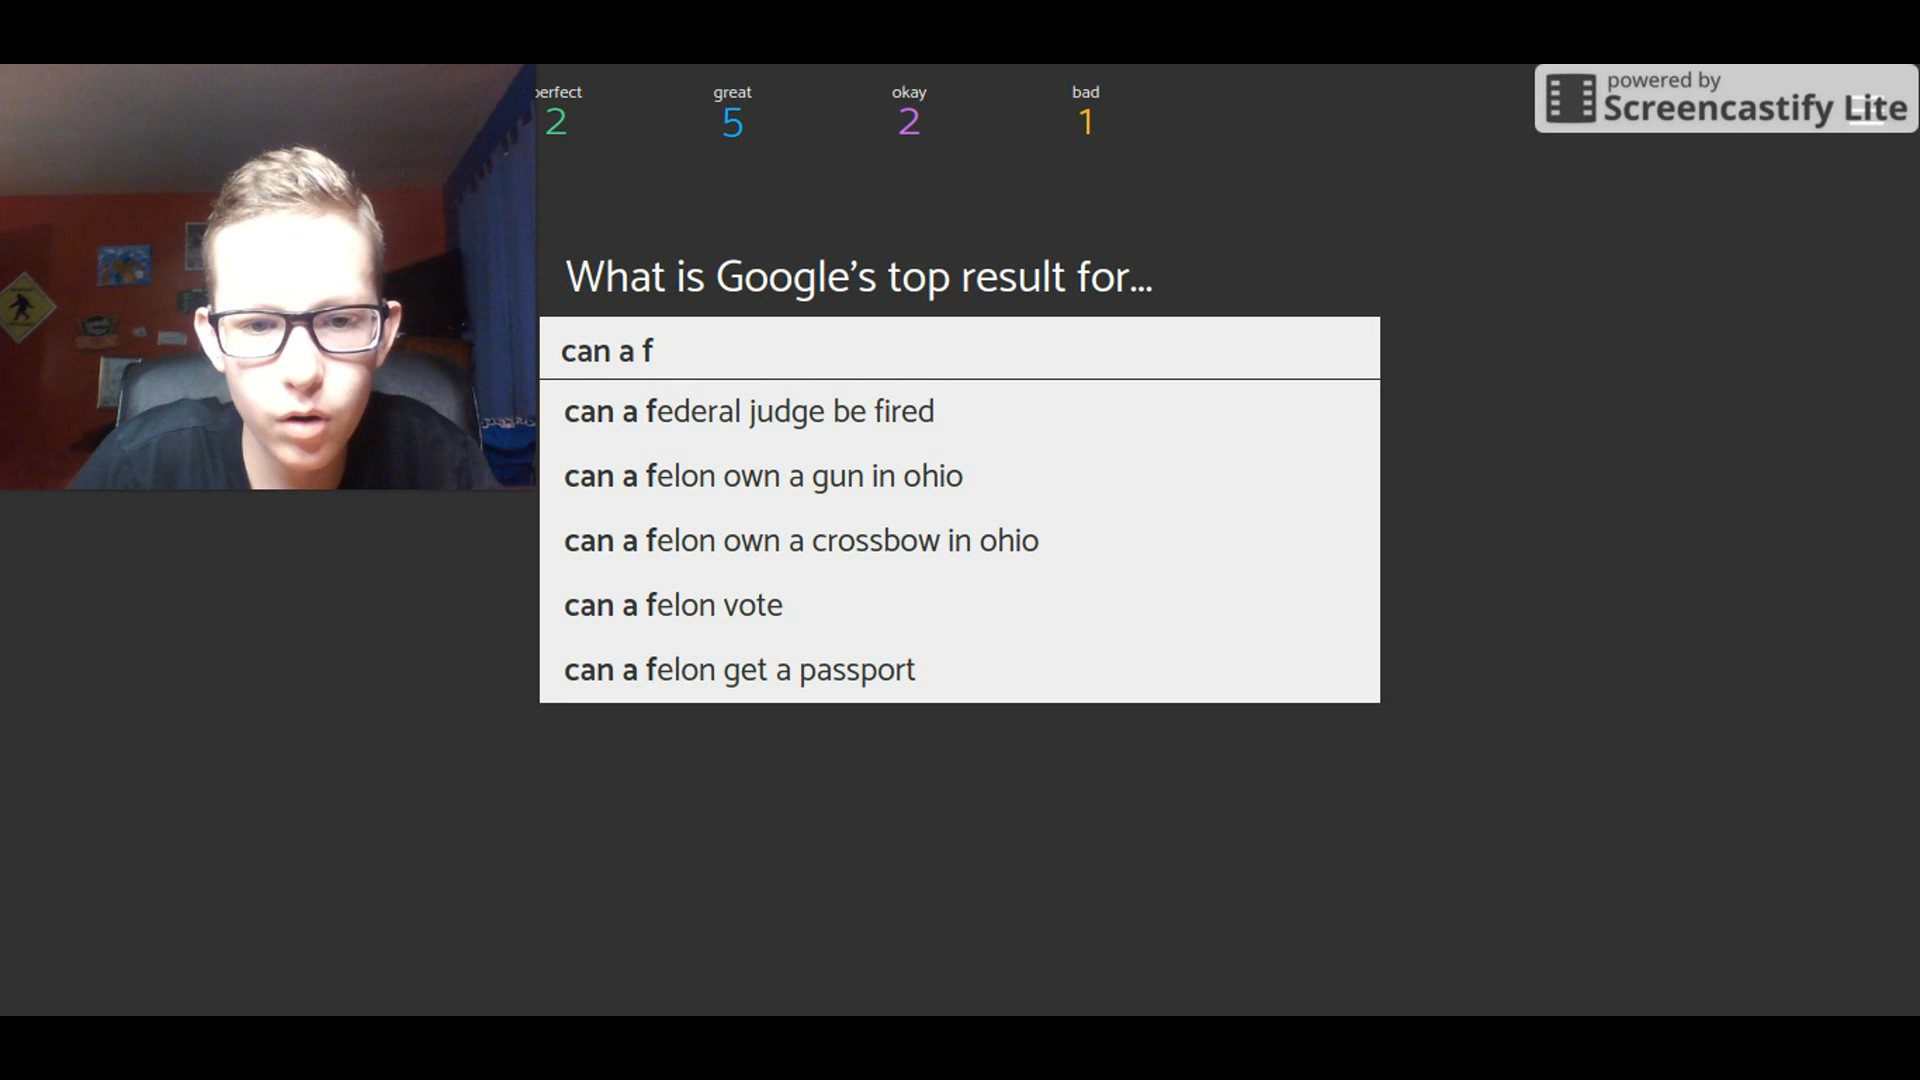 erfect
great
okay
bad
2
5
2
1
powered by
Screencastify Lite
What is Google's top result for...
can a f
can a federal judge be fired
can a felon own a gun in ohio
can a felon own a crossbow in ohio
can a felon vote
can a felon get a passport